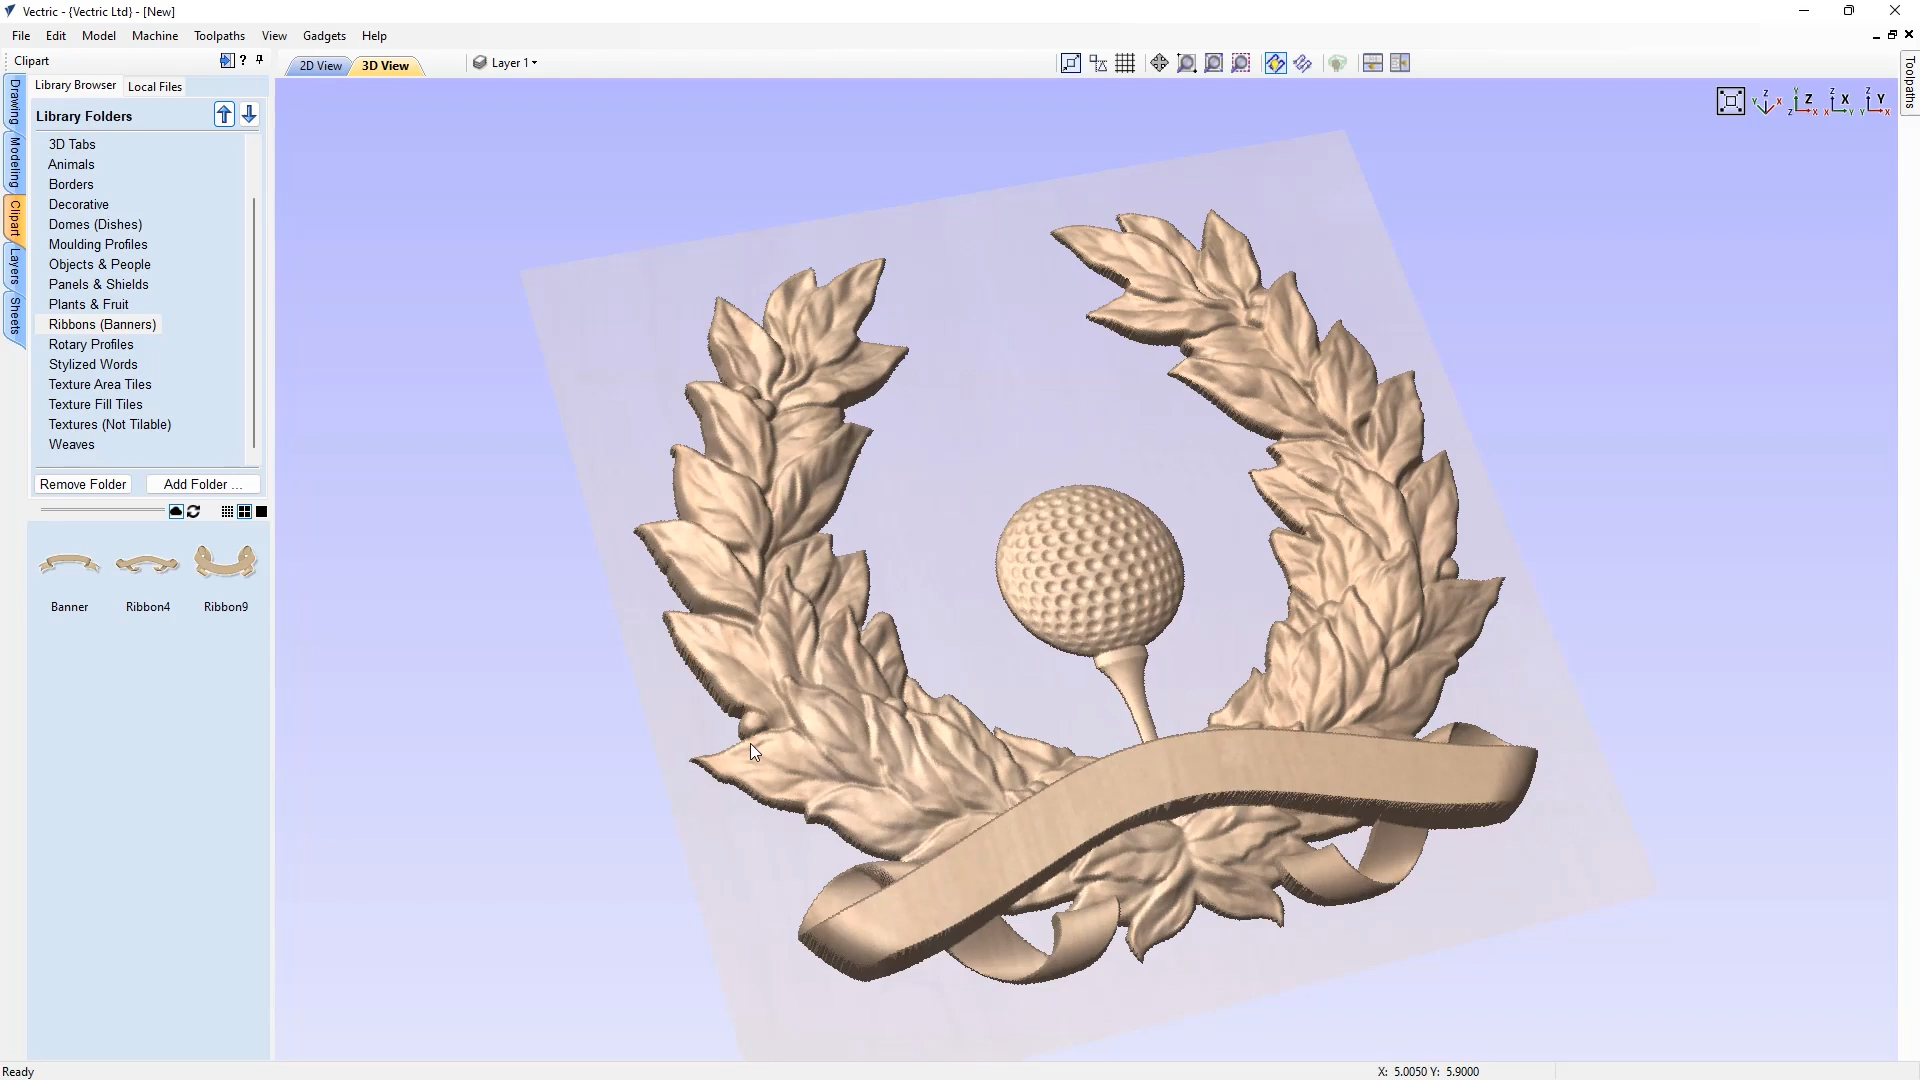 Vectric - {Vectric Ltd} - [New]
File Edit Model Machine Toolpaths View Gadgets Help
Clipart ?
2D View 3D View Layer 1
Library Browser Local Files
Library Folders
3D Tabs
Animals
Borders
Decorative
Domes (Dishes)
Moulding Profiles
Objects & People
Panels & Shields
Plants & Fruit
Ribbons (Banners)
Rotary Profiles
Stylized Words
Texture Area Tiles
Texture Fill Tiles
Textures (Not Tilable)
Weaves
Remove Folder Add Folder ...
Banner Ribbon4 Ribbon9
Drawing
Modeling
Clipart
Layers
Sheets
Toolpaths
Z Y X
Y Z Z X
Z X X Y
Z Y Y X
Ready X: 5.0050 Y: 5.9000